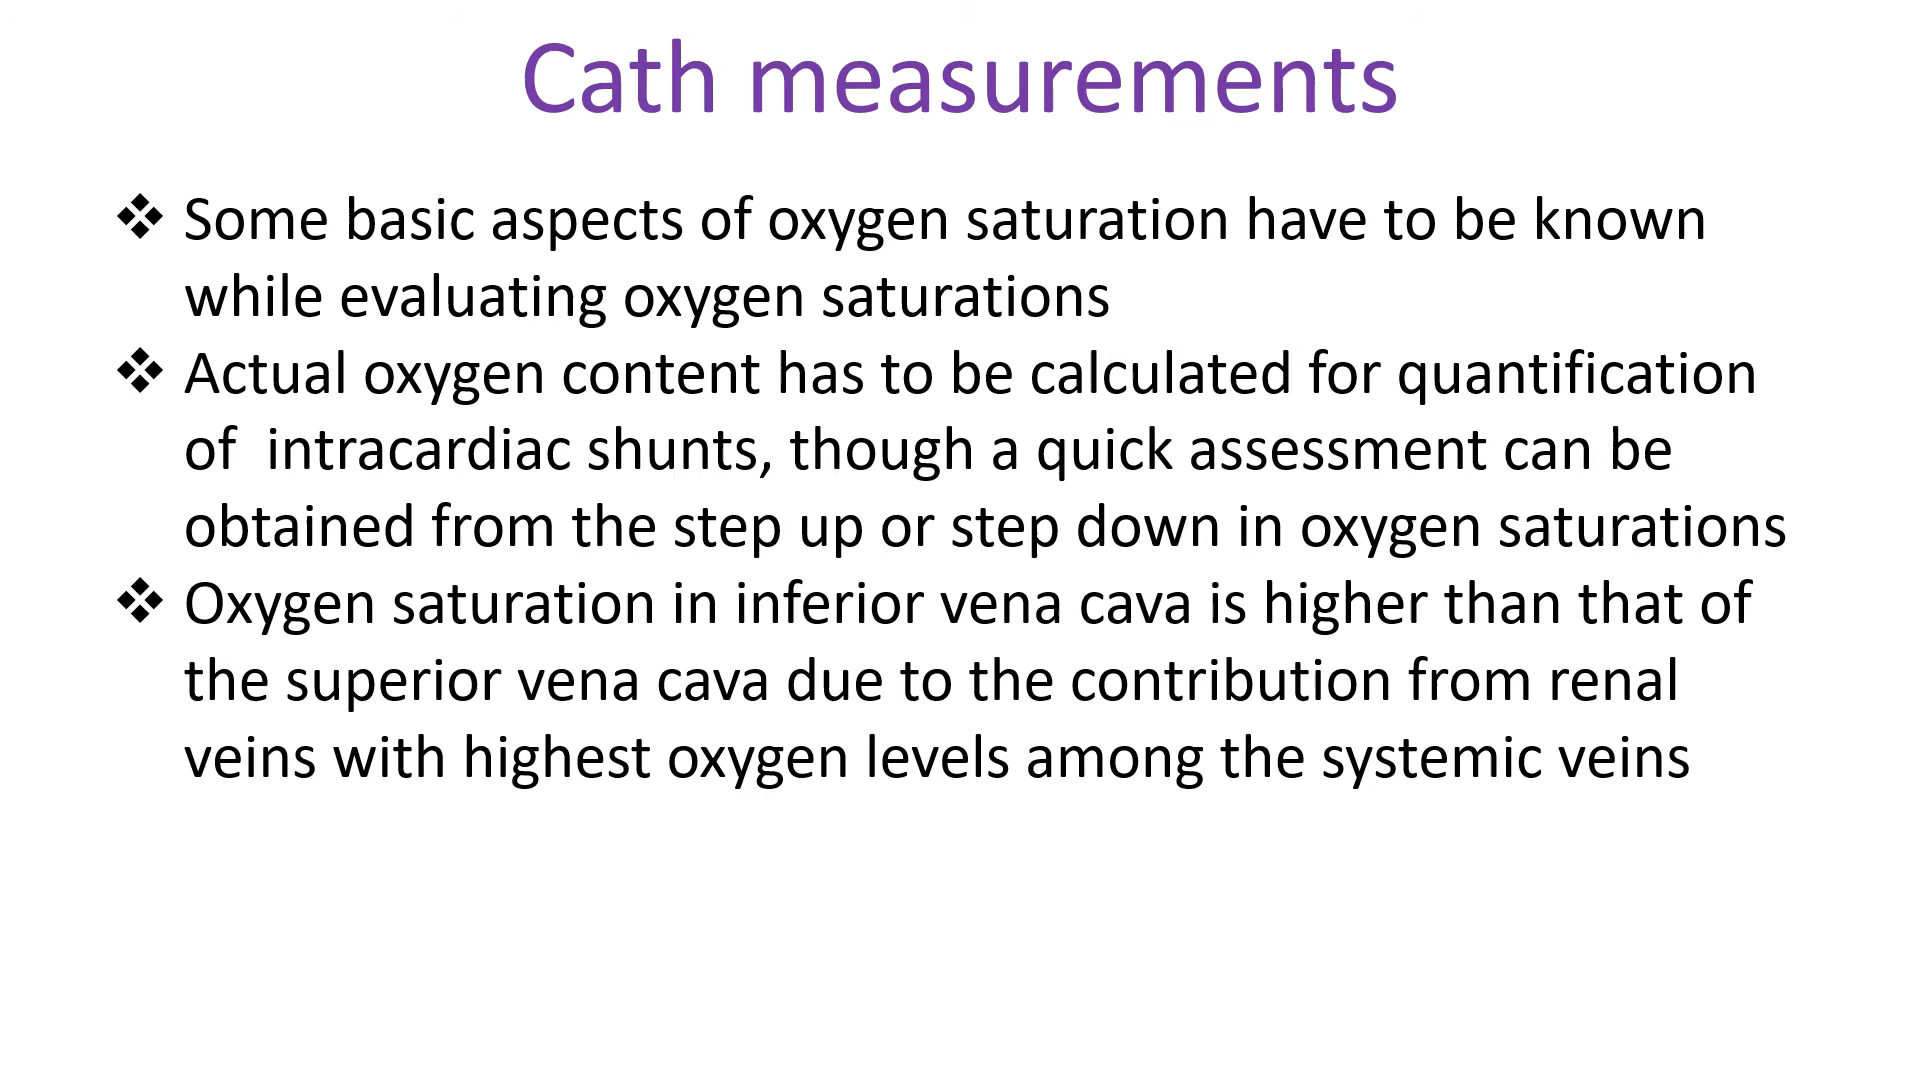 Cath measurements
❖ Some basic aspects of oxygen saturation have to be known
while evaluating oxygen saturations
❖ Actual oxygen content has to be calculated for quantification
of  intracardiac shunts, though a quick assessment can be
obtained from the step up or step down in oxygen saturations
❖ Oxygen saturation in inferior vena cava is higher than that of
the superior vena cava due to the contribution from renal
veins with highest oxygen levels among the systemic veins